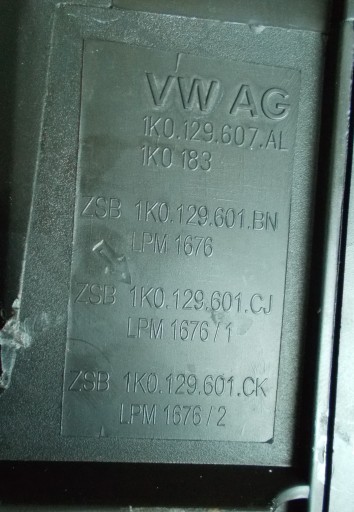 VW AG
1K0.129.607.AL
1K0 183
ZSB 1K0.129.601.BN
LPM 1676
ZSB 1K0.129.601.CJ
LPM 1676/1
ZSB 1K0.129.601.CK
LPM 1676/2